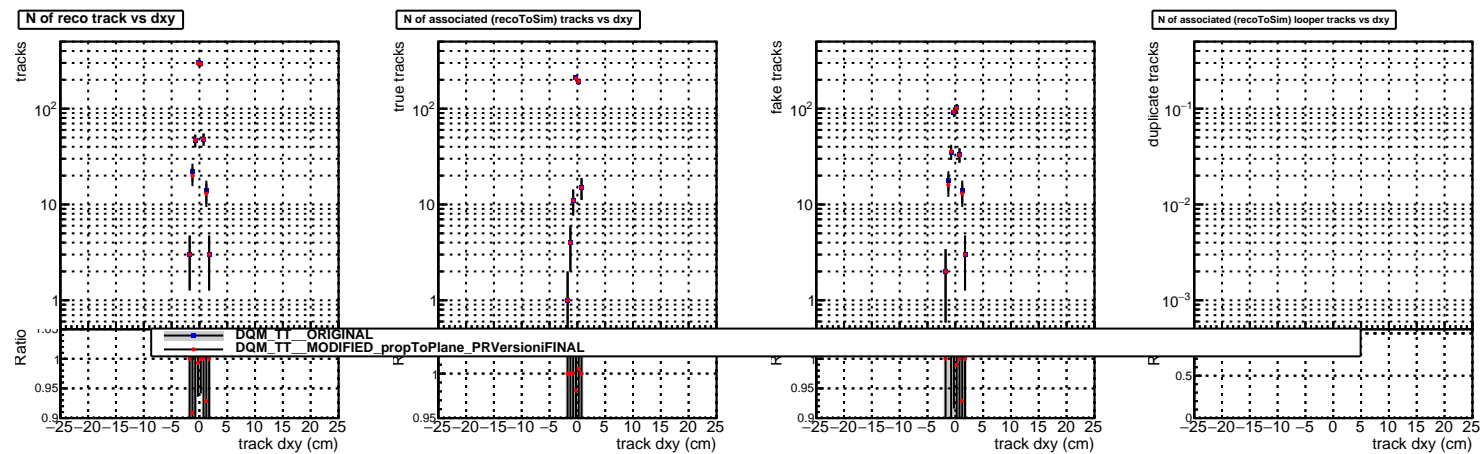 N of reco track vs dxy
tracks
10²
10
1
Ratio
1
0.95
0.9
−25−20−15−10 −5 0 5 10 15 20 25
track dxy (cm)
N of associated (recoToSim) tracks vs dxy
true tracks
10²
10
1
1
0.95
−25−20−15−10 −5 0 5 10 15 20 25
track dxy (cm)
fake tracks
10²
10
1
1
0.95
0.9
−25−20−15−10 −5 0 5 10 15 20 25
track dxy (cm)
N of associated (recoToSim) looper tracks vs dxy
duplicate tracks
10⁻¹
10⁻²
10⁻³
0.5
0
−25−20−15−10 −5 0 5 10 15 20 25
track dxy (cm)
DQM_TT__ORIGINAL
DQM_TT__MODIFIED_propToPlane_PRVersioniFINAL